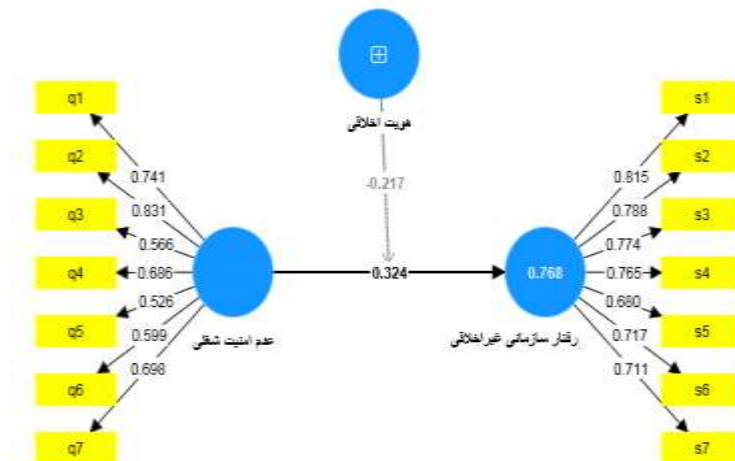 هویت اخلاقی
-0.217
q1
q2
q3
q4
q5
q6
q7
0.741
0.831
0.566
0.686
0.526
0.599
0.698
عدم امنیت شغلی
0.324
0.768
رفتار سازمانی غیراخلاقی
0.815
0.788
0.774
0.765
0.680
0.717
0.711
s1
s2
s3
s4
s5
s6
s7